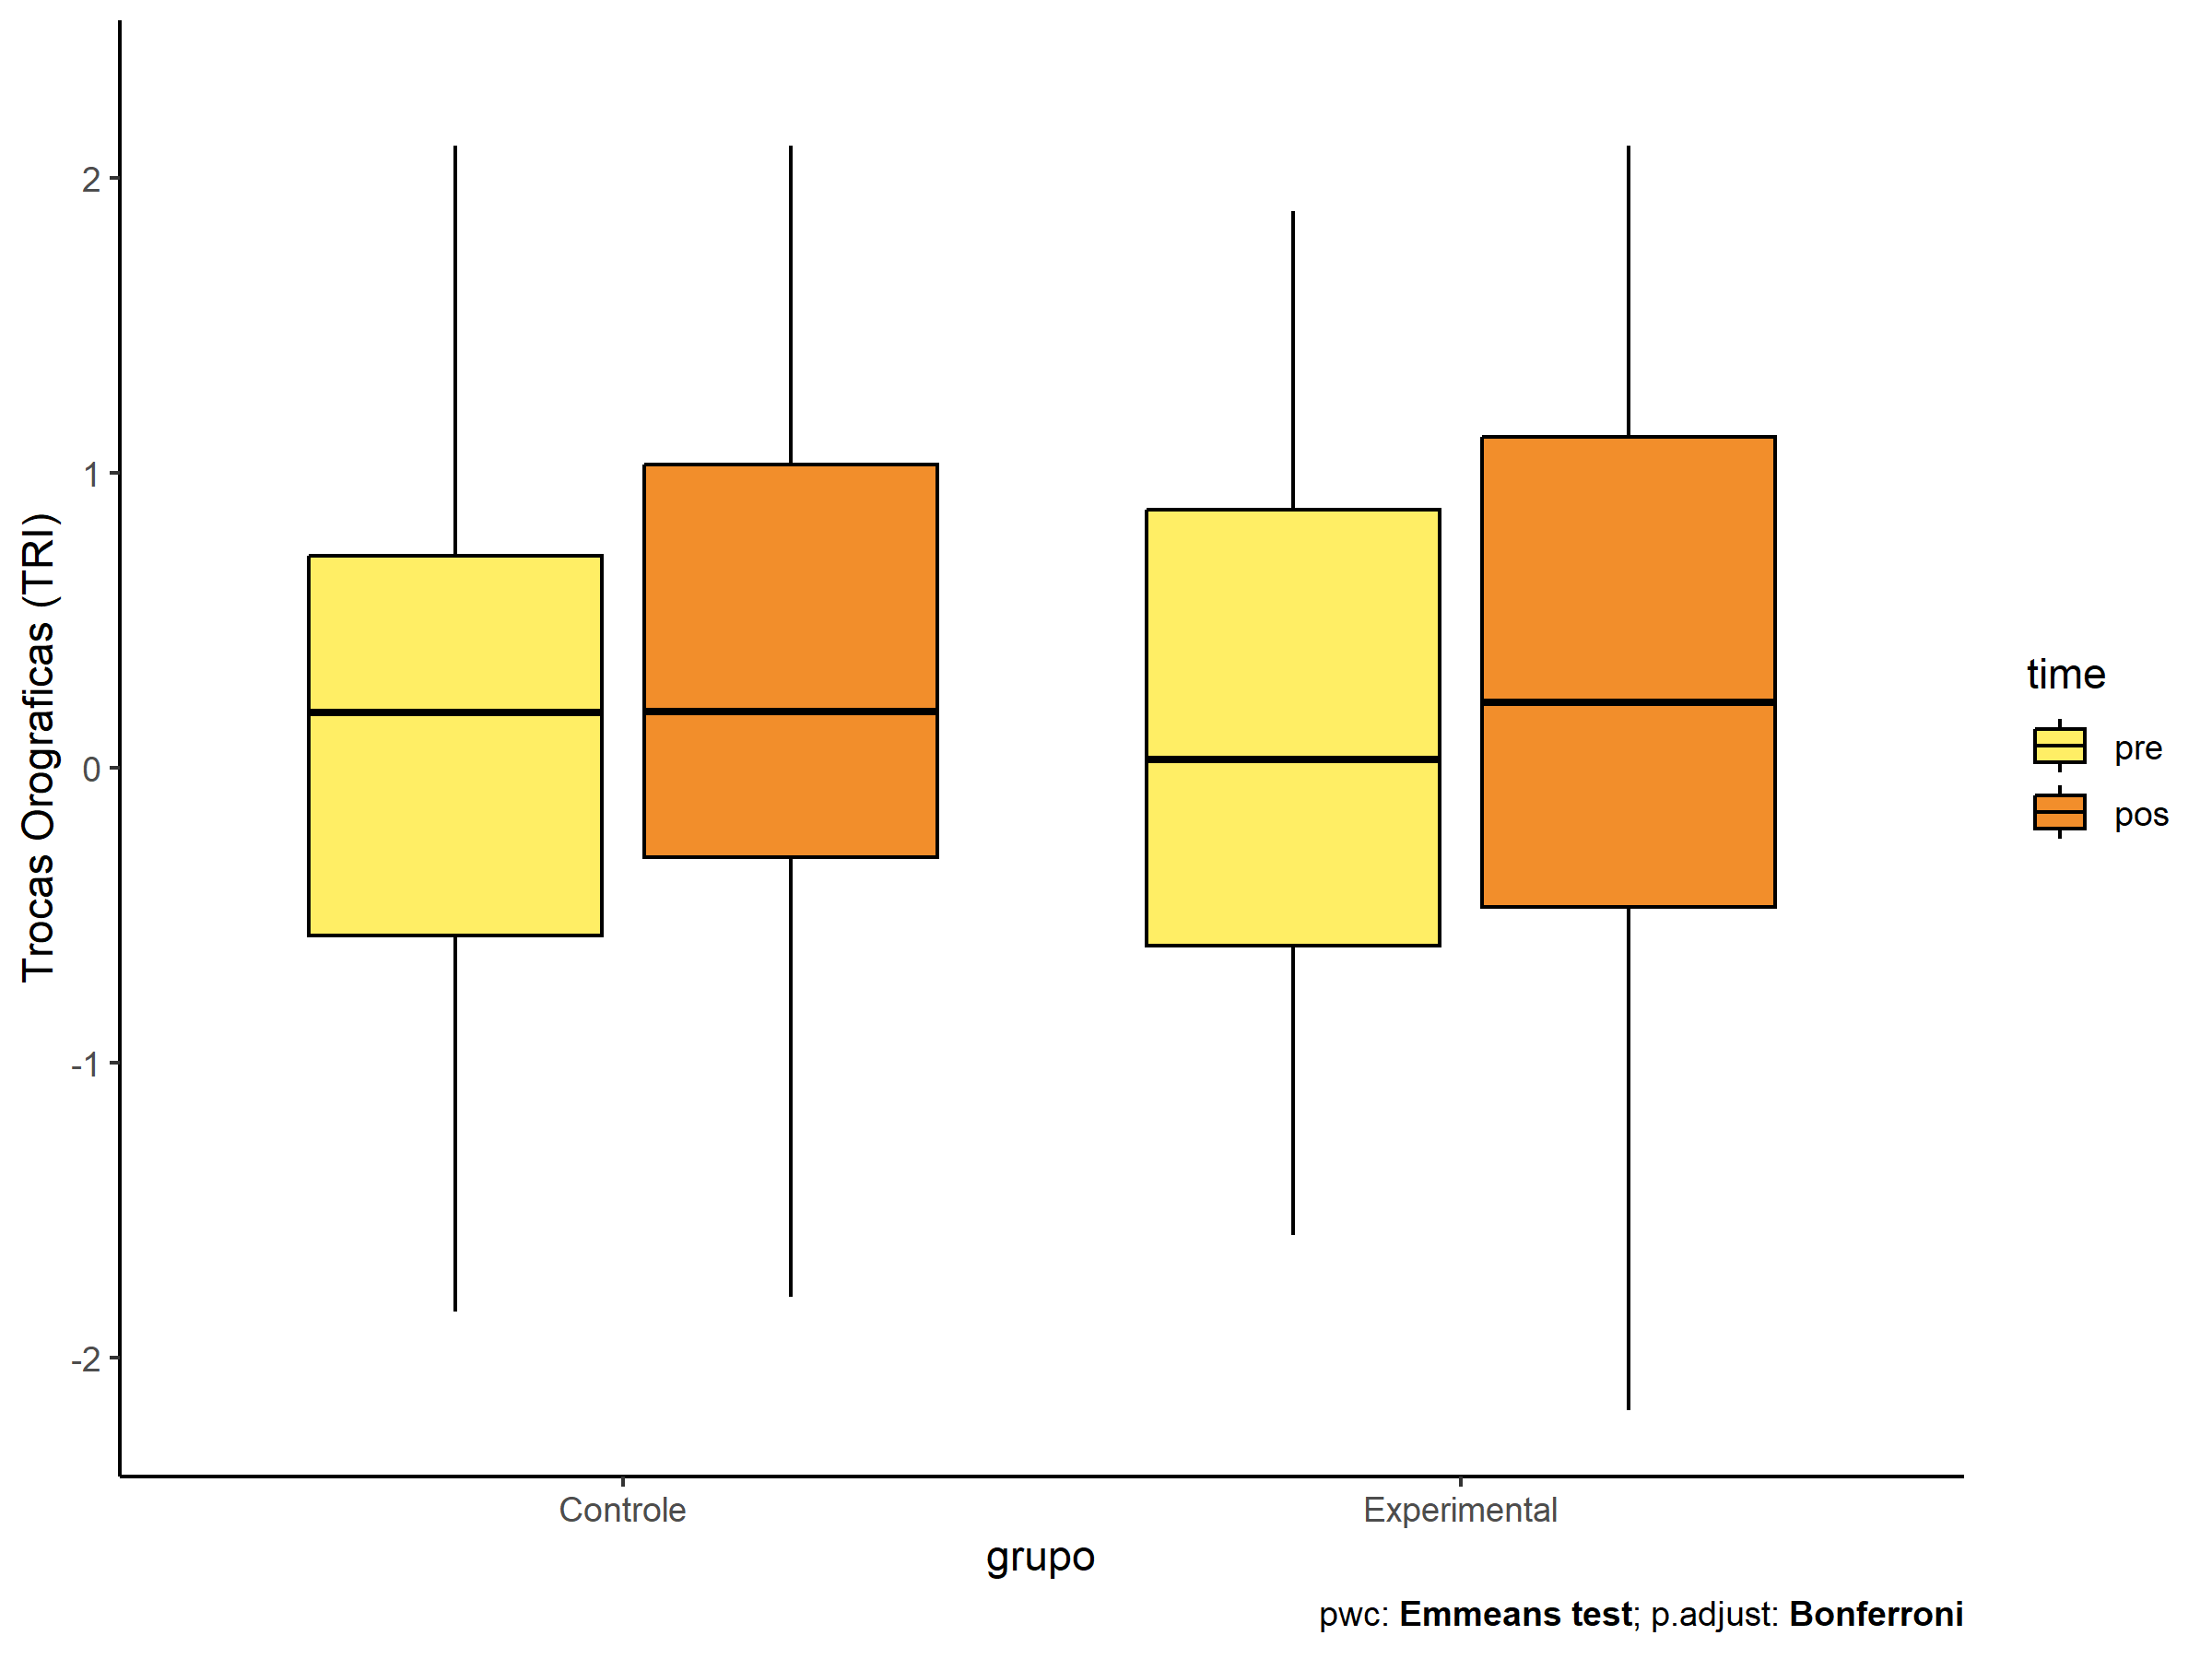 Trocas Orograficas (TRI)
2
1
0
-1
-2
Controle
Experimental
grupo
time
pre
pos
pwc: Emmeans test; p.adjust: Bonferroni